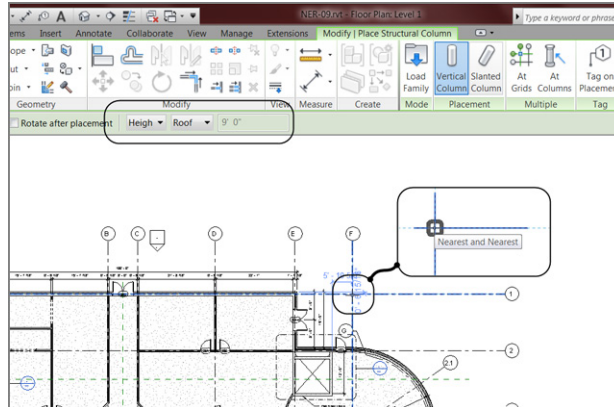 NER-09.rvt - Floor Plan: Level 1
Type a keyword or phrase
ems Insert Annotate Collaborate View Manage Extensions Modify | Place Structural Column
ope
ut
oin
Load Family
Vertical Column
Slanted Column
At Grids
At Columns
Tag on Placemen
Geometry Modify View Measure Create Mode Placement Multiple Tag
Rotate after placement Heigh Roof 9' 0"
Nearest and Nearest
B C D E F
1
G
2
2.1